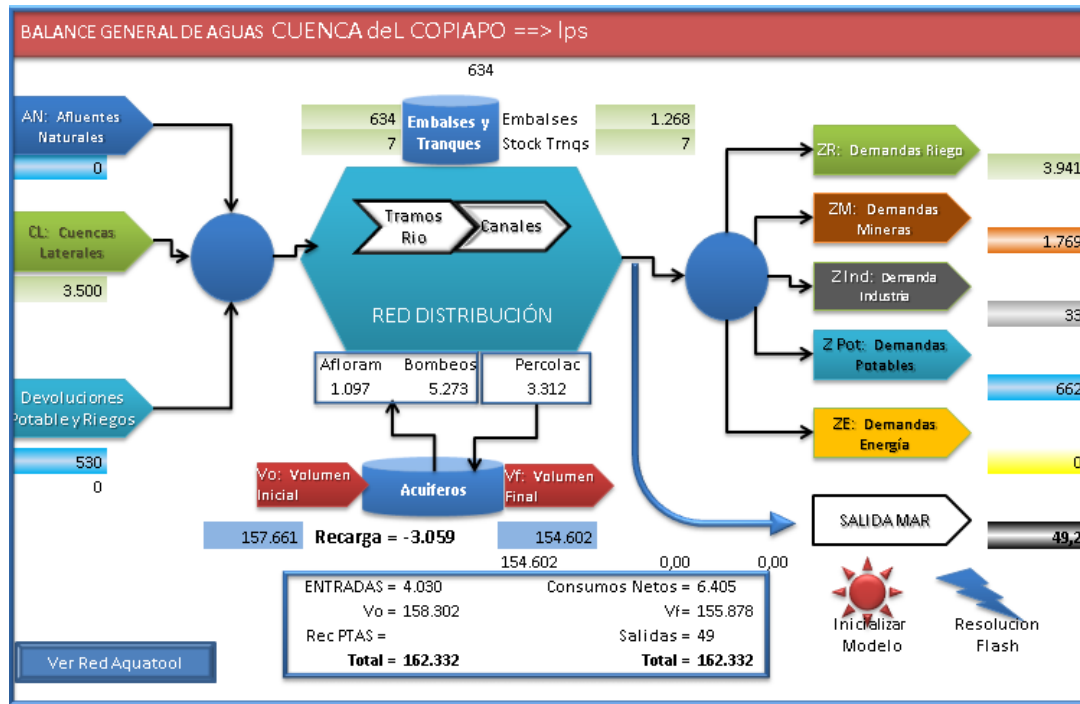 BALANCE GENERAL DE AGUAS CUENCA deL COPIAPO ==> lps
634
AN: Afluentes
Naturales
0
CL: Cuencas
Laterales
3.500
Devoluciones
Potable y Riegos
530
0
634
7
Embalses y
Tranques
Embalses
Stock Trnqs
1.268
7
Tramos
Rio
Canales
RED DISTRIBUCIÓN
Afloram Bombeos
1.097 5.273
Percolac
3.312
Vo: Volumen
Inicial
Acuiferos
Vf: Volumen
Final
157.661 Recarga = -3.059 154.602
154.602 0,00 0,00
ENTRADAS = 4.030 Consumos Netos = 6.405
Vo = 158.302 Vf = 155.878
Rec PTAS = Salidas = 49
Total = 162.332 Total = 162.332
ZR: Demandas Riego
3.941
ZM: Demandas
Mineras
1.769
Z Ind: Demanda
Industria
33
Z Pot: Demandas
Potables
662
ZE: Demandas
Energía
0
SALIDA MAR
49,2
Inicializar
Modelo
Resolucion
Flash
Ver Red Aquatool